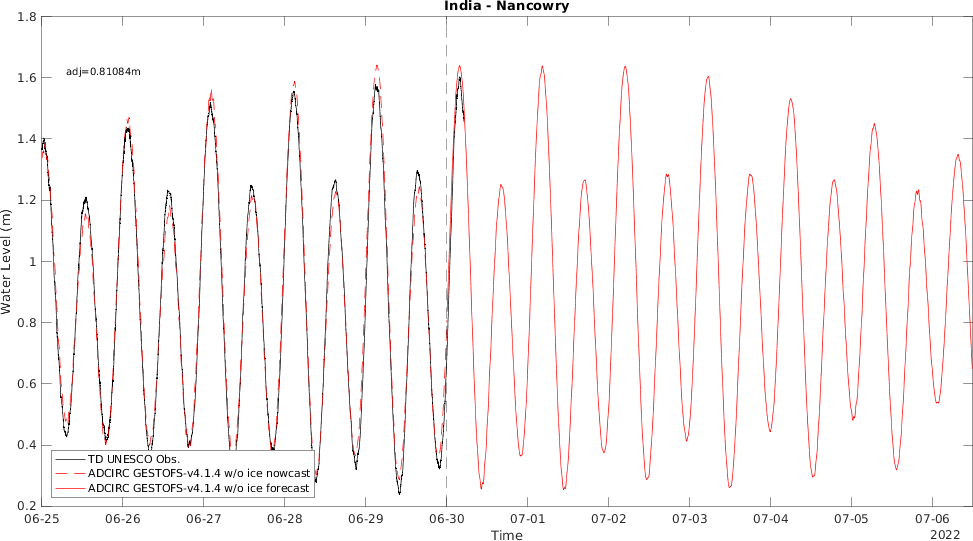 India - Nancowry
adj=0.81084m
Water Level (m)
1.8
1.6
1.4
1.2
1
0.8
0.6
0.4
0.2
TD UNESCO Obs.
ADCIRC GESTOFS-v4.1.4 w/o ice nowcast
ADCIRC GESTOFS-v4.1.4 w/o ice forecast
06-25 06-26 06-27 06-28 06-29 06-30 07-01 07-02 07-03 07-04 07-05 07-06
2022
Time